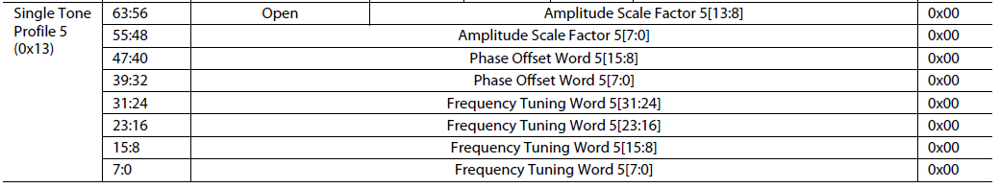 Single Tone Profile 5 (0x13) 63:56 Open Amplitude Scale Factor 5[13:8] 0x00
55:48 Amplitude Scale Factor 5[7:0] 0x00
47:40 Phase Offset Word 5[15:8] 0x00
39:32 Phase Offset Word 5[7:0] 0x00
31:24 Frequency Tuning Word 5[31:24] 0x00
23:16 Frequency Tuning Word 5[23:16] 0x00
15:8 Frequency Tuning Word 5[15:8] 0x00
7:0 Frequency Tuning Word 5[7:0] 0x00